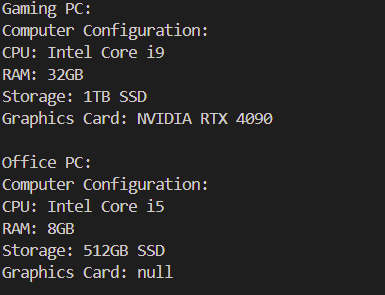 Gaming PC:
Computer Configuration:
CPU: Intel Core i9
RAM: 32GB
Storage: 1TB SSD
Graphics Card: NVIDIA RTX 4090
Office PC:
Computer Configuration:
CPU: Intel Core i5
RAM: 8GB
Storage: 512GB SSD
Graphics Card: null